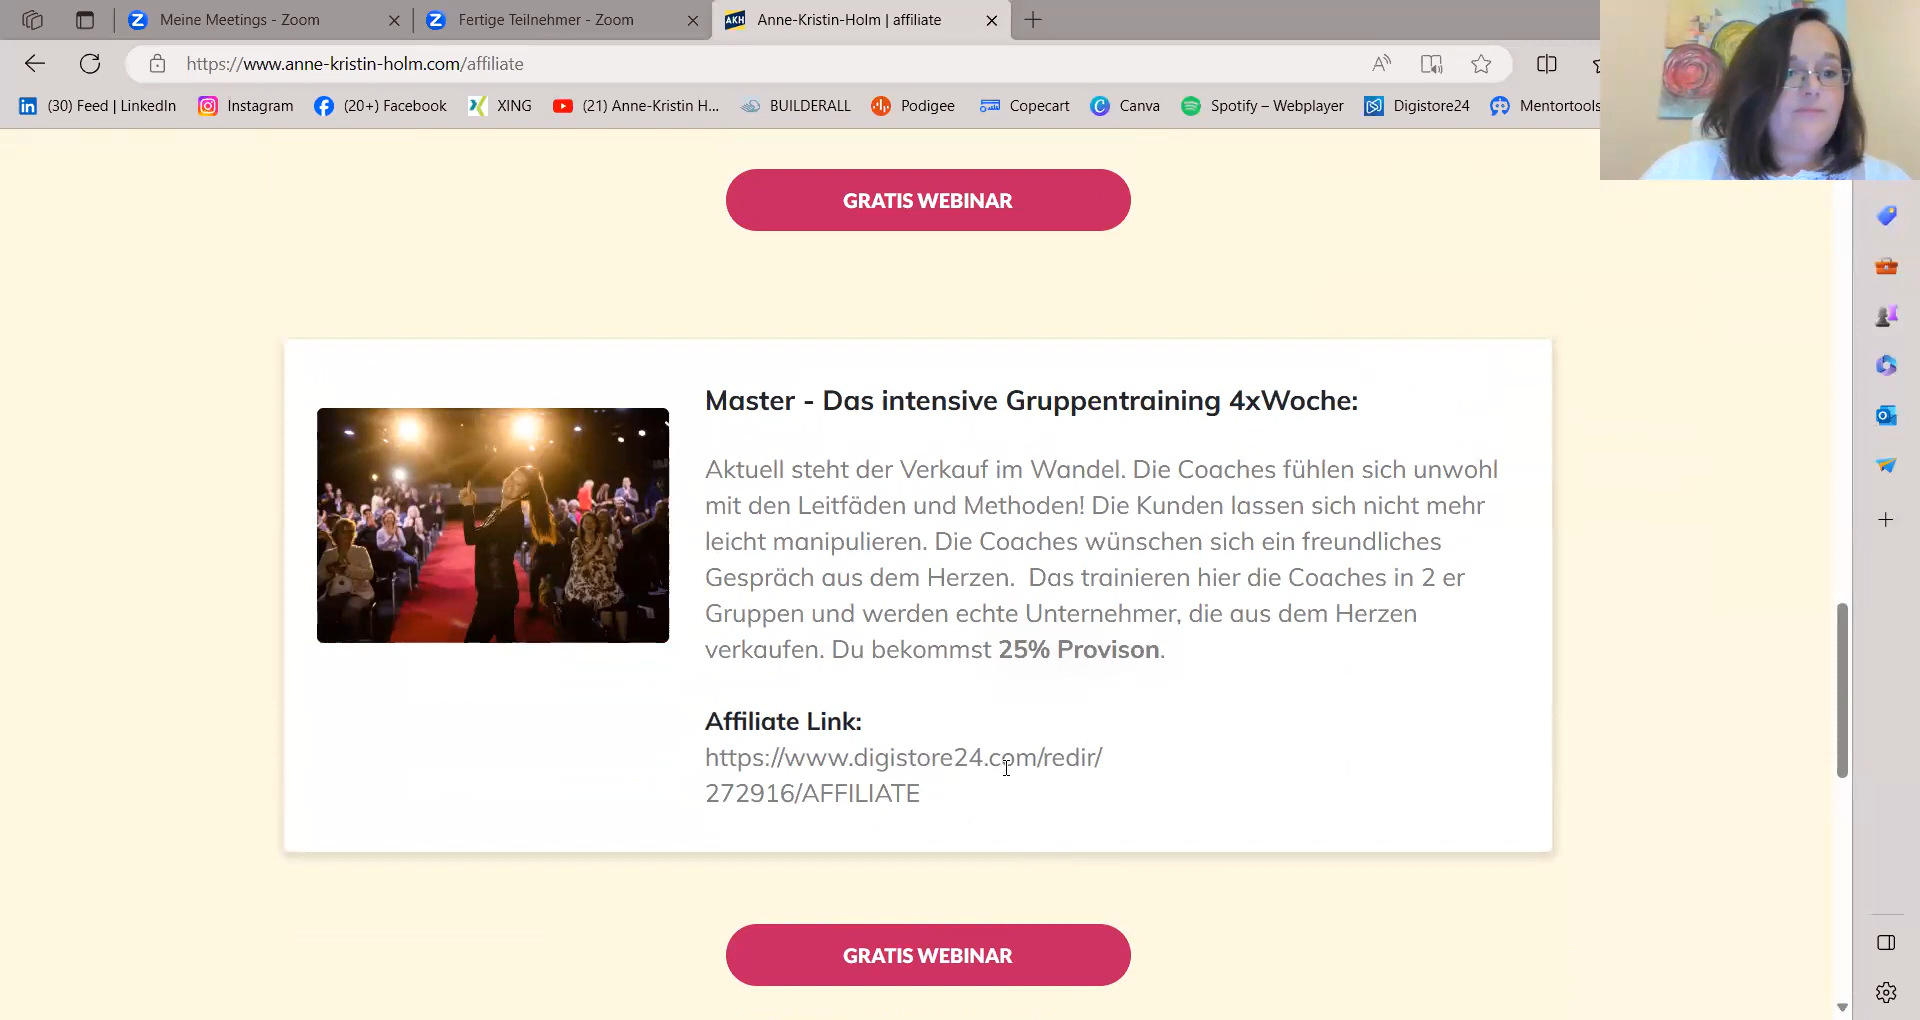 Meine Meetings - Zoom
Fertige Teilnehmer - Zoom
AKH
Anne-Kristin-Holm | affiliate
https://www.anne-kristin-holm.com/affiliate
(30) Feed | LinkedIn
Instagram
(20+) Facebook
XING
(21) Anne-Kristin H...
BUILDERALL
Podigee
Copecart
Canva
Spotify – Webplayer
Digistore24
Mentortools
GRATIS WEBINAR
Master - Das intensive Gruppentraining 4xWoche:
Aktuell steht der Verkauf im Wandel. Die Coaches fühlen sich unwohl
mit den Leitfäden und Methoden! Die Kunden lassen sich nicht mehr
leicht manipulieren. Die Coaches wünschen sich ein freundliches
Gespräch aus dem Herzen. Das trainieren hier die Coaches in 2 er
Gruppen und werden echte Unternehmer, die aus dem Herzen
verkaufen. Du bekommst 25% Provison.
Affiliate Link:
https://www.digistore24.com/redir/
272916/AFFILIATE
GRATIS WEBINAR